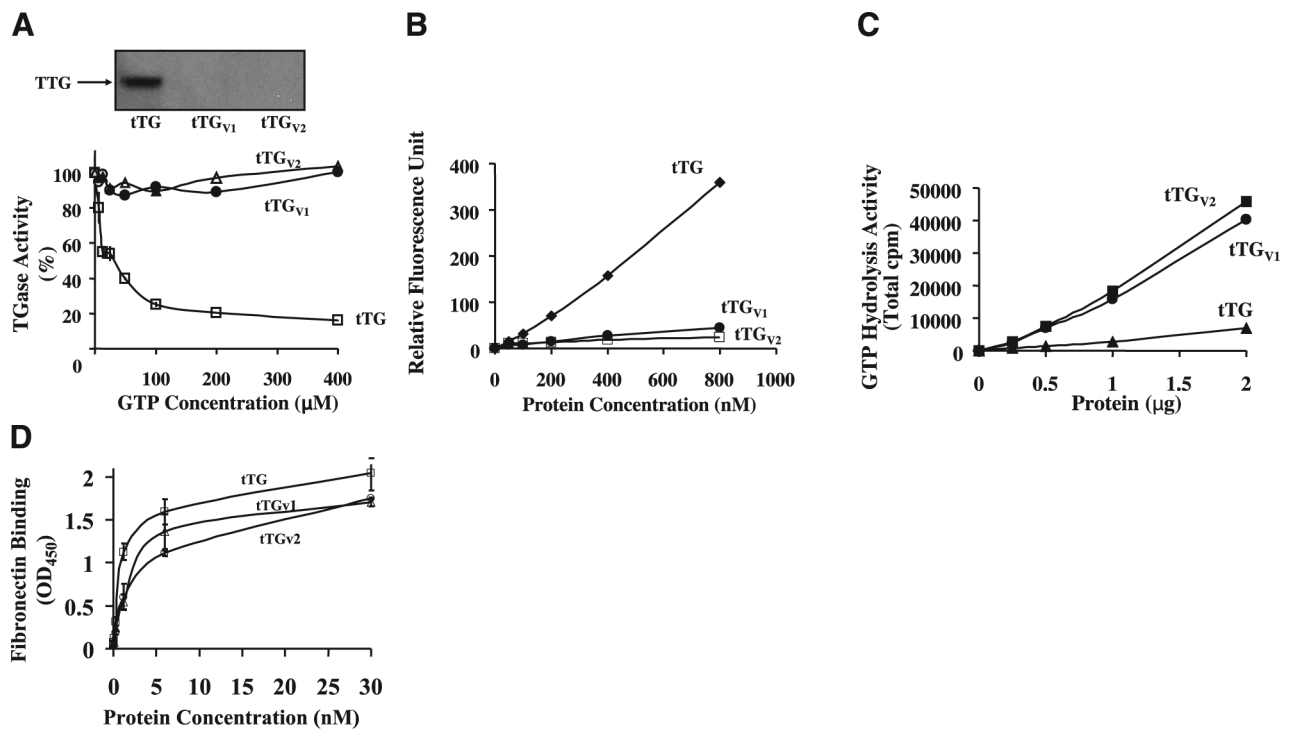 A
TTG
tTG tTGV1 tTGV2
100
80
60
40
20
0
TGase Activity
(%)
tTGV2
tTGV1
tTG
100 200 300 400
GTP Concentration (μM)
B
400
300
200
100
0
Relative Fluorescence Unit
tTG
tTGV1
tTGV2
0 200 400 600 800 1000
Protein Concentration (nM)
C
50000
40000
30000
20000
10000
0
GTP Hydrolysis Activity
(Total cpm)
tTGV2
tTGV1
tTG
0 0.5 1 1.5 2
Protein (μg)
D
2
1.5
1
0.5
0
Fibronectin Binding
(OD450)
tTG
tTGv1
tTGv2
0 5 10 15 20 25 30
Protein Concentration (nM)